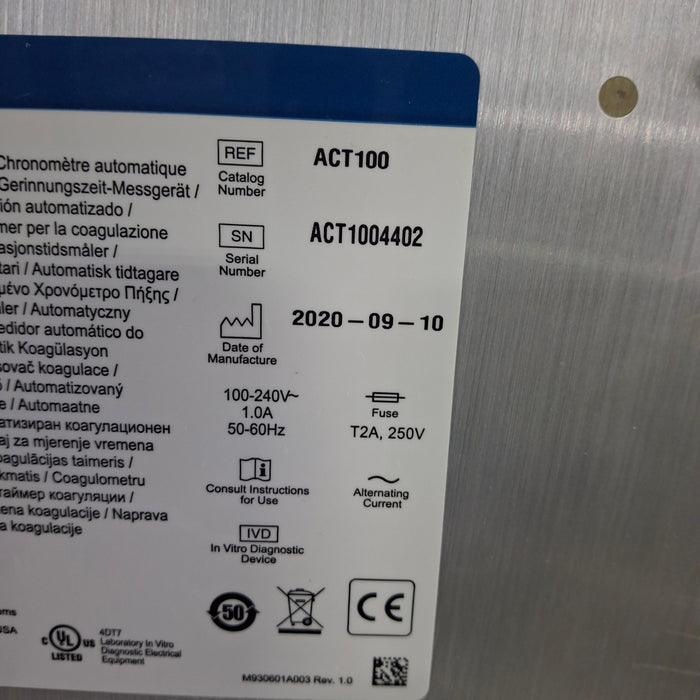 Chronomètre automatique
Gerinnungszeit-Messgerät /
ión automatizado /
mer per la coagulazione
asjonstidsmåler /
tari / Automatisk tidtagare
μένο Χρονόμετρο Πήξης /
ler / Automatyczny
edidor automático do
tik Koagülasyon
sovač koagulace /
/ Automatizovaný
e / Automaatne
атизиран коагулационен
aj za mjerenje vremena
oagulācijas taimeris /
kmatis / Coagulometru
таймер коагуляции /
ena koagulacije / Naprava
a koagulacije
REF
Catalog
Number
ACT100
SN
Serial
Number
ACT1004402
Date of
Manufacture
2020-09-10
100-240V~
1.0A
50-60Hz
Fuse
T2A, 250V
Consult Instructions
for Use
Alternating
Current
IVD
In Vitro Diagnostic
Device
50
CE
ems
USA
c UL US
LISTED
4DT7
Laboratory In Vitro
Diagnostic Electrical
Equipment
M930601A003 Rev. 1.0